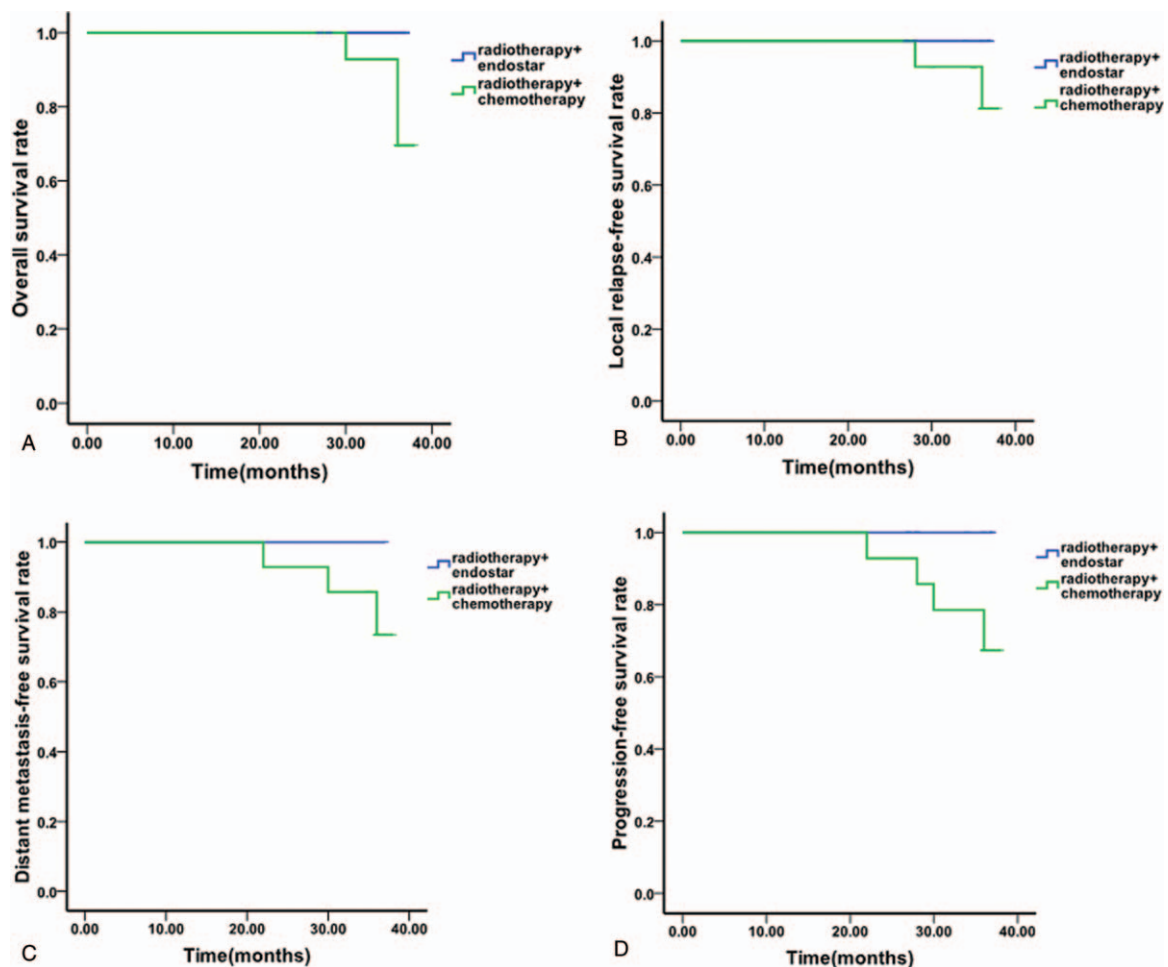 Overall survival rate
1.0
0.8
0.6
0.4
0.2
0.0
0.00 10.00 20.00 30.00 40.00
Time(months)
radiotherapy+
endostar
radiotherapy+
chemotherapy
A
Local relapse-free survival rate
1.0
0.8
0.6
0.4
0.2
0.0
0.00 10.00 20.00 30.00 40.00
Time(months)
radiotherapy+
endostar
radiotherapy+
chemotherapy
B
Distant metastasis-free survival rate
1.0
0.8
0.6
0.4
0.2
0.0
0.00 10.00 20.00 30.00 40.00
Time(months)
radiotherapy+
endostar
radiotherapy+
chemotherapy
C
Progression-free survival rate
1.0
0.8
0.6
0.4
0.2
0.0
0.00 10.00 20.00 30.00 40.00
Time(months)
radiotherapy+
endostar
radiotherapy+
chemotherapy
D